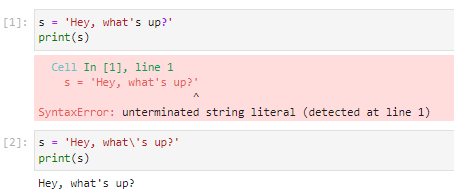 [1]: s = 'Hey, what's up?'
print(s)
Cell In [1], line 1
s = 'Hey, what's up?'
^
SyntaxError: unterminated string literal (detected at line 1)
[2]: s = 'Hey, what\'s up?'
print(s)
Hey, what's up?